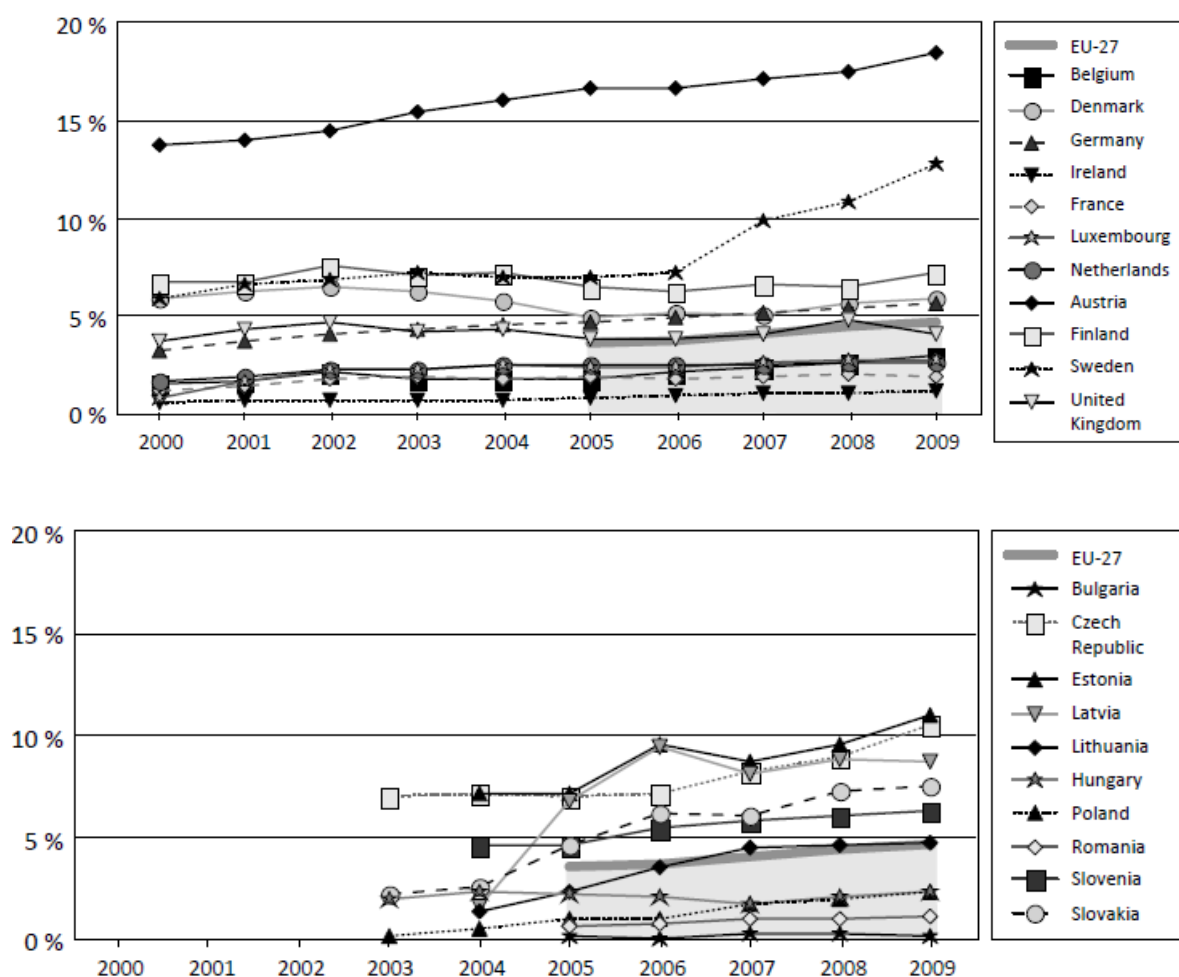 20 %
15 %
10 %
5 %
0 %
2000 2001 2002 2003 2004 2005 2006 2007 2008 2009
EU-27
Belgium
Denmark
Germany
Ireland
France
Luxembourg
Netherlands
Austria
Finland
Sweden
United
Kingdom
20 %
15 %
10 %
5 %
0 %
2000 2001 2002 2003 2004 2005 2006 2007 2008 2009
EU-27
Bulgaria
Czech
Republic
Estonia
Latvia
Lithuania
Hungary
Poland
Romania
Slovenia
Slovakia